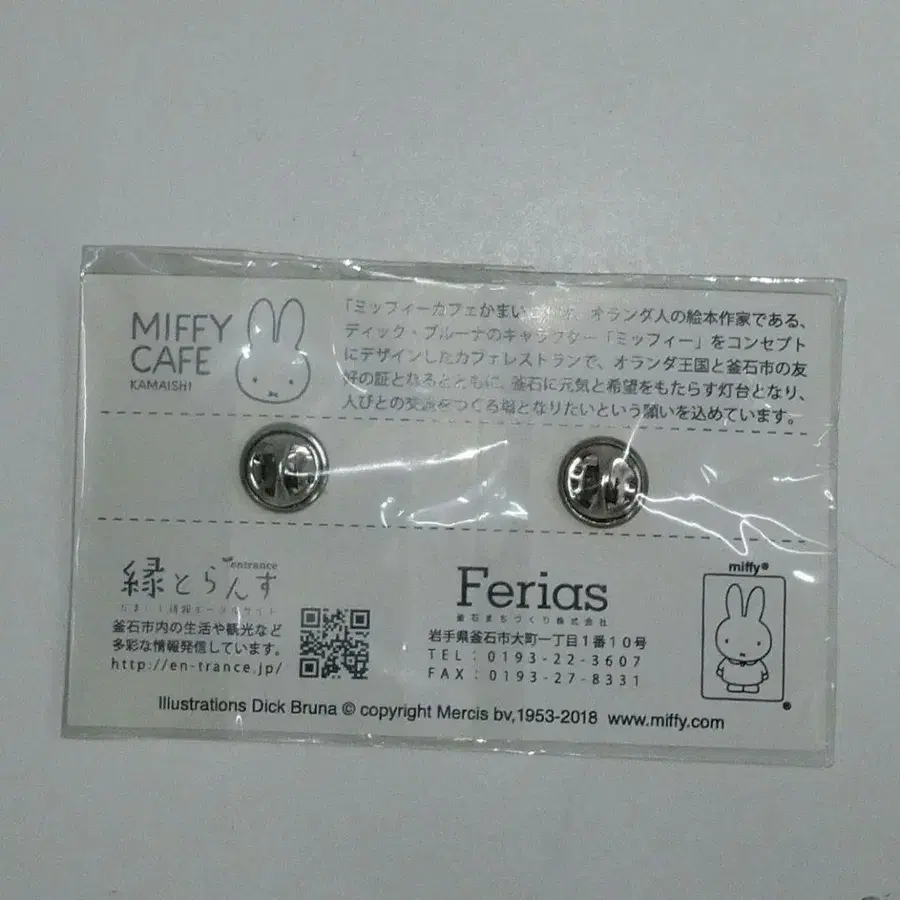 MIFFY
CAFE
KAMAISHI
「ミッフィーカフェかまい オランダ人の絵本作家である、
ディック・ブルーナのキャラクター「ミッフィー」をコンセプト
にデザインしたカフェレストランで、オランダ王国と釜石市の友
好の証となるとともに、釜石に元気と希望をもたらす灯台となり、
人びとの交流をつくる場となりたいという願いを込めています。
entrance
縁とらんす
釜石市内の生活や観光など
多彩な情報発信しています。
http://en-trance.jp/
Ferias
釜石まちづくり株式会社
岩手県釜石市大町一丁目1番10号
TEL：0193-22-3607
FAX：0193-27-8331
miffy®
®
Illustrations Dick Bruna © copyright Mercis bv,1953-2018 www.miffy.com